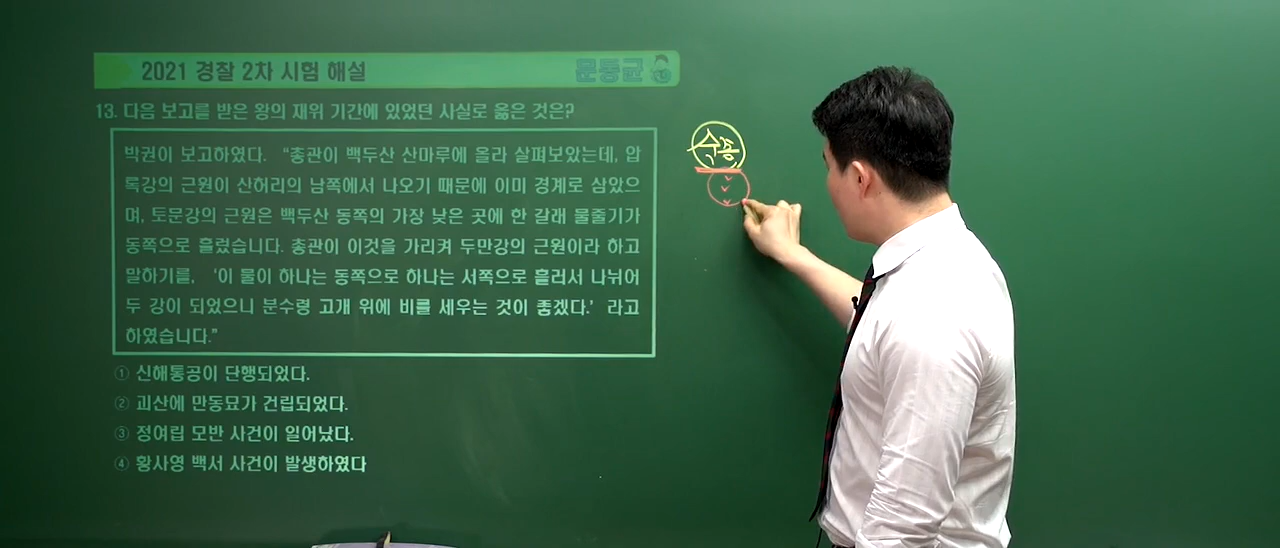 2021 경찰 2차 시험 해설
문동균
13. 다음 보고를 받은 왕의 재위 기간에 있었던 사실로 옳은 것은?
박권이 보고하였다. “총관이 백두산 산마루에 올라 살펴보았는데, 압
록강의 근원이 산허리의 남쪽에서 나오기 때문에 이미 경계로 삼았으
며, 토문강의 근원은 백두산 동쪽의 가장 낮은 곳에 한 갈래 물줄기가
동쪽으로 흘렀습니다. 총관이 이것을 가리켜 두만강의 근원이라 하고
말하기를, ‘이 물이 하나는 동쪽으로 하나는 서쪽으로 흘러서 나뉘어
두 강이 되었으니 분수령 고개 위에 비를 세우는 것이 좋겠다.’ 라고
하였습니다.”
① 신해통공이 단행되었다.
② 괴산에 만동묘가 건립되었다.
③ 정여립 모반 사건이 일어났다.
④ 황사영 백서 사건이 발생하였다